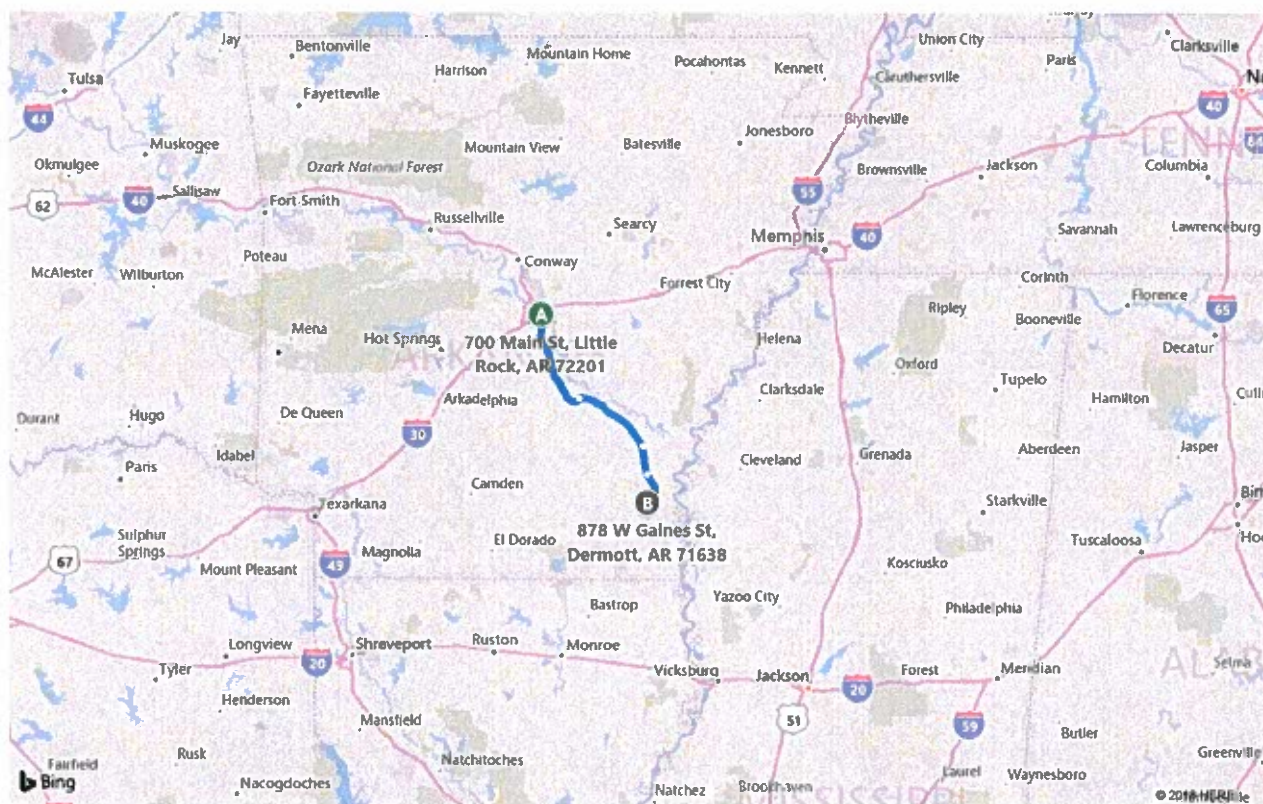 Jay
Bentonville
Mountain Home
Pocahontas
Kennett
Union City
Paris
Clarksville
Tulsa
Harrison
Caruthersville
Fayetteville
44
40
Muskogee
Mountain View
Batesville
Jonesboro
Blytheville
Okmulgee
Ozark National Forest
Brownsville
Jackson
Columbia
62
40
Sallisaw
Fort Smith
55
Russellville
Searcy
Memphis
40
Savannah
Lawrenceburg
McAlester
Wilburton
Poteau
Conway
Forrest City
Corinth
Florence
65
A
Ripley
Booneville
Mena
Hot Springs
700 Main St, Little
Rock, AR 72201
Helena
Decatur
Oxford
Tupelo
Clarksdale
Hamilton
Durant
Hugo
De Queen
Arkadelphia
30
Paris
Idabel
Cleveland
Grenada
Aberdeen
Jasper
Camden
Texarkana
B
Starkville
878 W Gaines St,
Dermott, AR 71638
Sulphur
Springs
El Dorado
Tuscaloosa
67
Mount Pleasant
49
Magnolia
Kosciusko
Bastrop
Yazoo City
Philadelphia
Longview
Shreveport
Ruston
Monroe
20
Tyler
Vicksburg
Jackson
20
Forest
Meridian
Selma
Henderson
51
59
Mansfield
Butler
Rusk
Greenville
Fairfield
Natchitoches
Laurel
Waynesboro
Bing
Nacogdoches
Natchez
Brookhaven
MISSISSIPPI